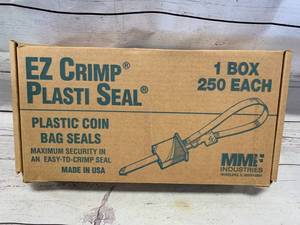 EZ CRIMP®
PLASTI SEAL®
1 BOX
250 EACH
PLASTIC COIN
BAG SEALS
MAXIMUM SECURITY IN
AN EASY-TO-CRIMP SEAL
MADE IN USA
MMF
INDUSTRIES